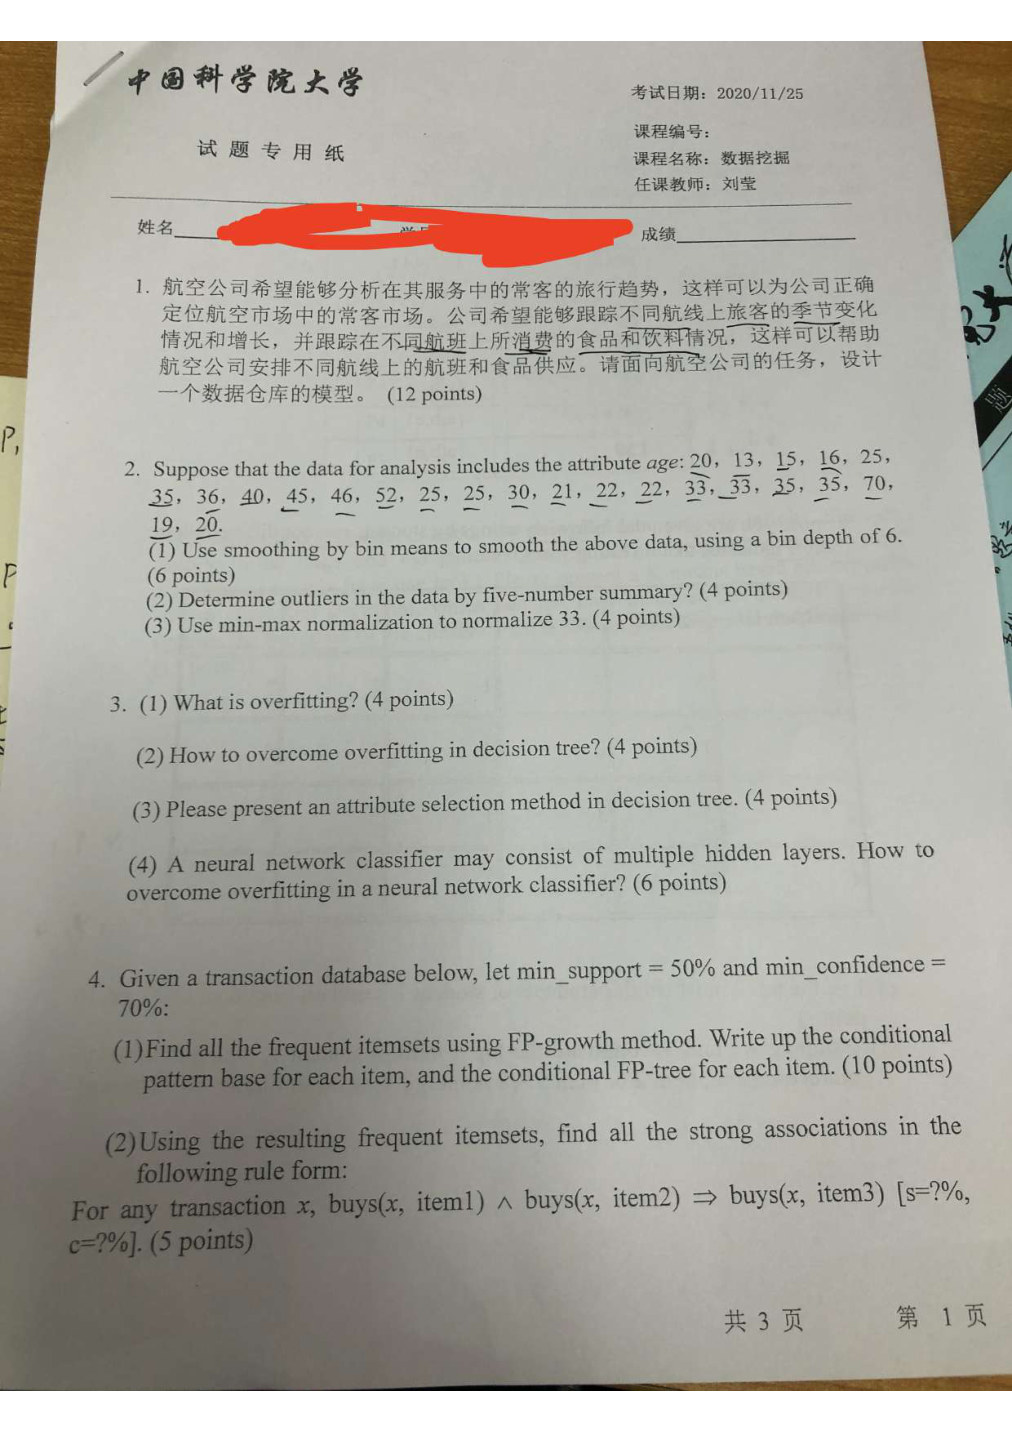 中国科学院大学
试题专用纸
考试日期：2020/11/25
课程编号：
课程名称：数据挖掘
任课教师：刘莹
姓名 成绩
1. 航空公司希望能够分析在其服务中的常客的旅行趋势，这样可以为公司正确
定位航空市场中的常客市场。公司希望能够跟踪不同航线上旅客的季节变化
情况和增长，并跟踪在不同航班上所消费的食品和饮料情况，这样可以帮助
航空公司安排不同航线上的航班和食品供应。请面向航空公司的任务，设计
一个数据仓库的模型。 (12 points)
2. Suppose that the data for analysis includes the attribute age: 20, 13, 15, 16, 25,
35, 36, 40, 45, 46, 52, 25, 25, 30, 21, 22, 22, 33, 33, 35, 35, 70,
19, 20.
(1) Use smoothing by bin means to smooth the above data, using a bin depth of 6.
(6 points)
(2) Determine outliers in the data by five-number summary? (4 points)
(3) Use min-max normalization to normalize 33. (4 points)
3. (1) What is overfitting? (4 points)
(2) How to overcome overfitting in decision tree? (4 points)
(3) Please present an attribute selection method in decision tree. (4 points)
(4) A neural network classifier may consist of multiple hidden layers. How to
overcome overfitting in a neural network classifier? (6 points)
4. Given a transaction database below, let min_support = 50% and min_confidence =
70%:
(1)Find all the frequent itemsets using FP-growth method. Write up the conditional
pattern base for each item, and the conditional FP-tree for each item. (10 points)
(2)Using the resulting frequent itemsets, find all the strong associations in the
following rule form:
For any transaction x, buys(x, item1) ∧ buys(x, item2) ⇒ buys(x, item3) [s=?%,
c=?%]. (5 points)
共 3 页 第 1 页
题
P,
P